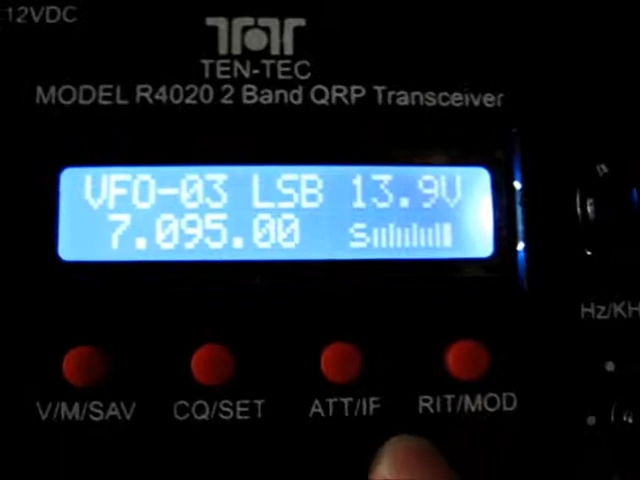 12VDC
TEN-TEC
MODEL R4020 2 Band QRP Transceiver
VFO-03 LSB 13.9V
7.095.00 S
Hz/KH
V/M/SAV CQ/SET ATT/IF RIT/MOD